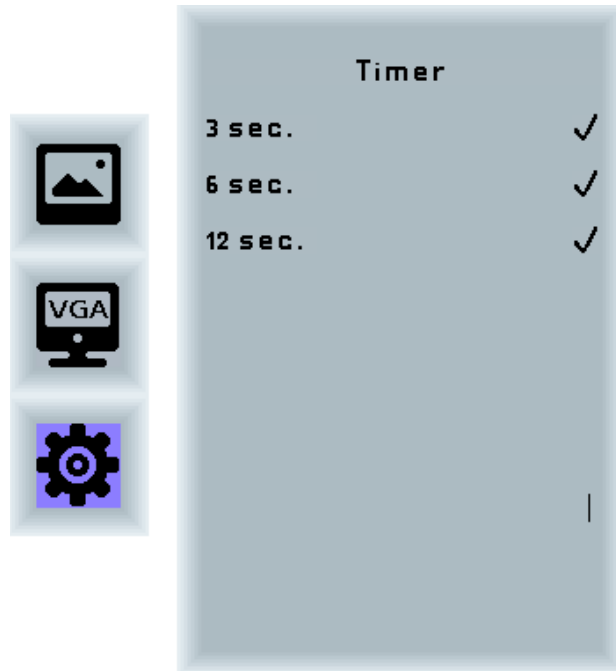 Timer
3 sec. ✓
6 sec. ✓
12 sec. ✓
VGA